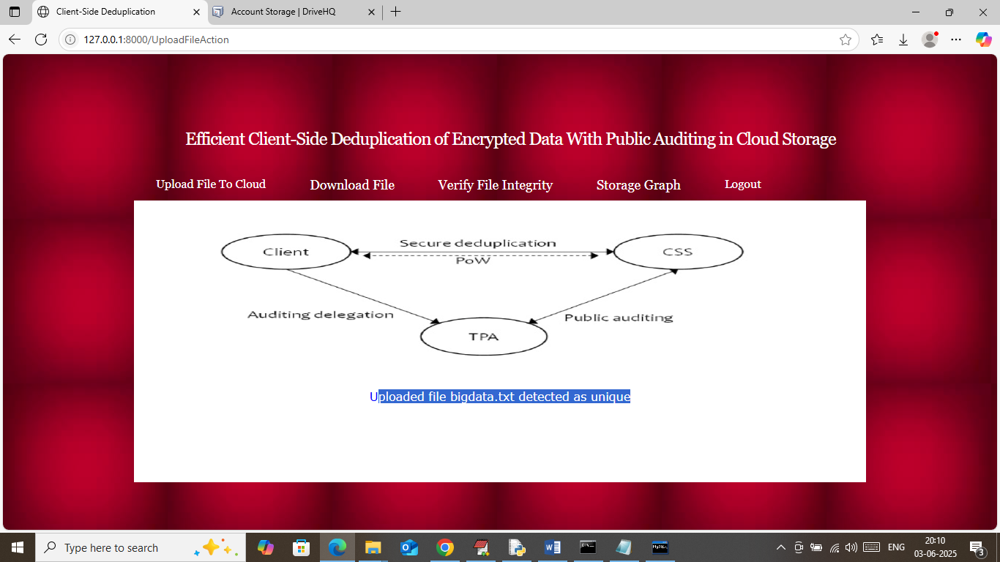 Client-Side Deduplication
Account Storage | DriveHQ
127.0.0.1:8000/UploadFileAction
Efficient Client-Side Deduplication of Encrypted Data With Public Auditing in Cloud Storage
Upload File To Cloud Download File Verify File Integrity Storage Graph Logout
Client
Secure deduplication
PoW
CSS
Auditing delegation
Public auditing
TPA
Uploaded file bigdata.txt detected as unique
Type here to search
ENG
20:10
03-06-2025
3